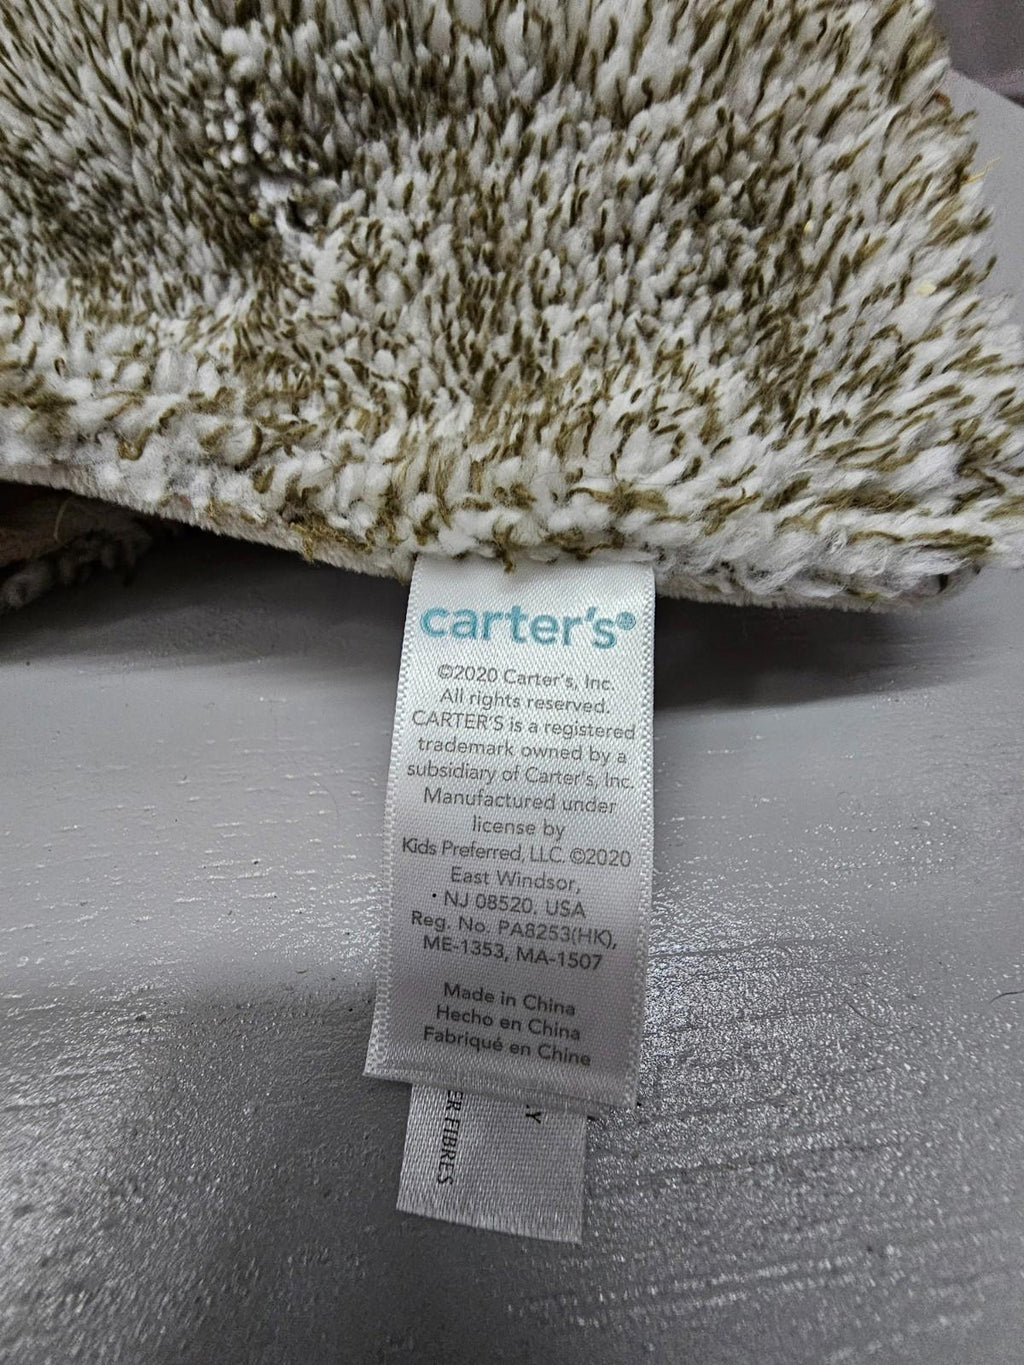 carter's®
©2020 Carter's, Inc.
All rights reserved.
CARTER'S is a registered
trademark owned by a
subsidiary of Carter's, Inc.
Manufactured under
license by
Kids Preferred, LLC. ©2020
East Windsor,
NJ 08520, USA
Reg. No. PA8253(HK),
ME-1353, MA-1507
Made in China
Hecho en China
Fabriqué en Chine
FIBRES